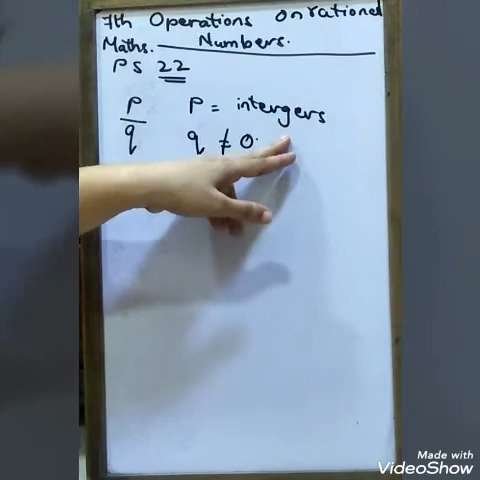 7th Operations On rational
Maths. Numbers.
PS 22
P P = intergers
q q ≠ 0.
Made with
VideoShow